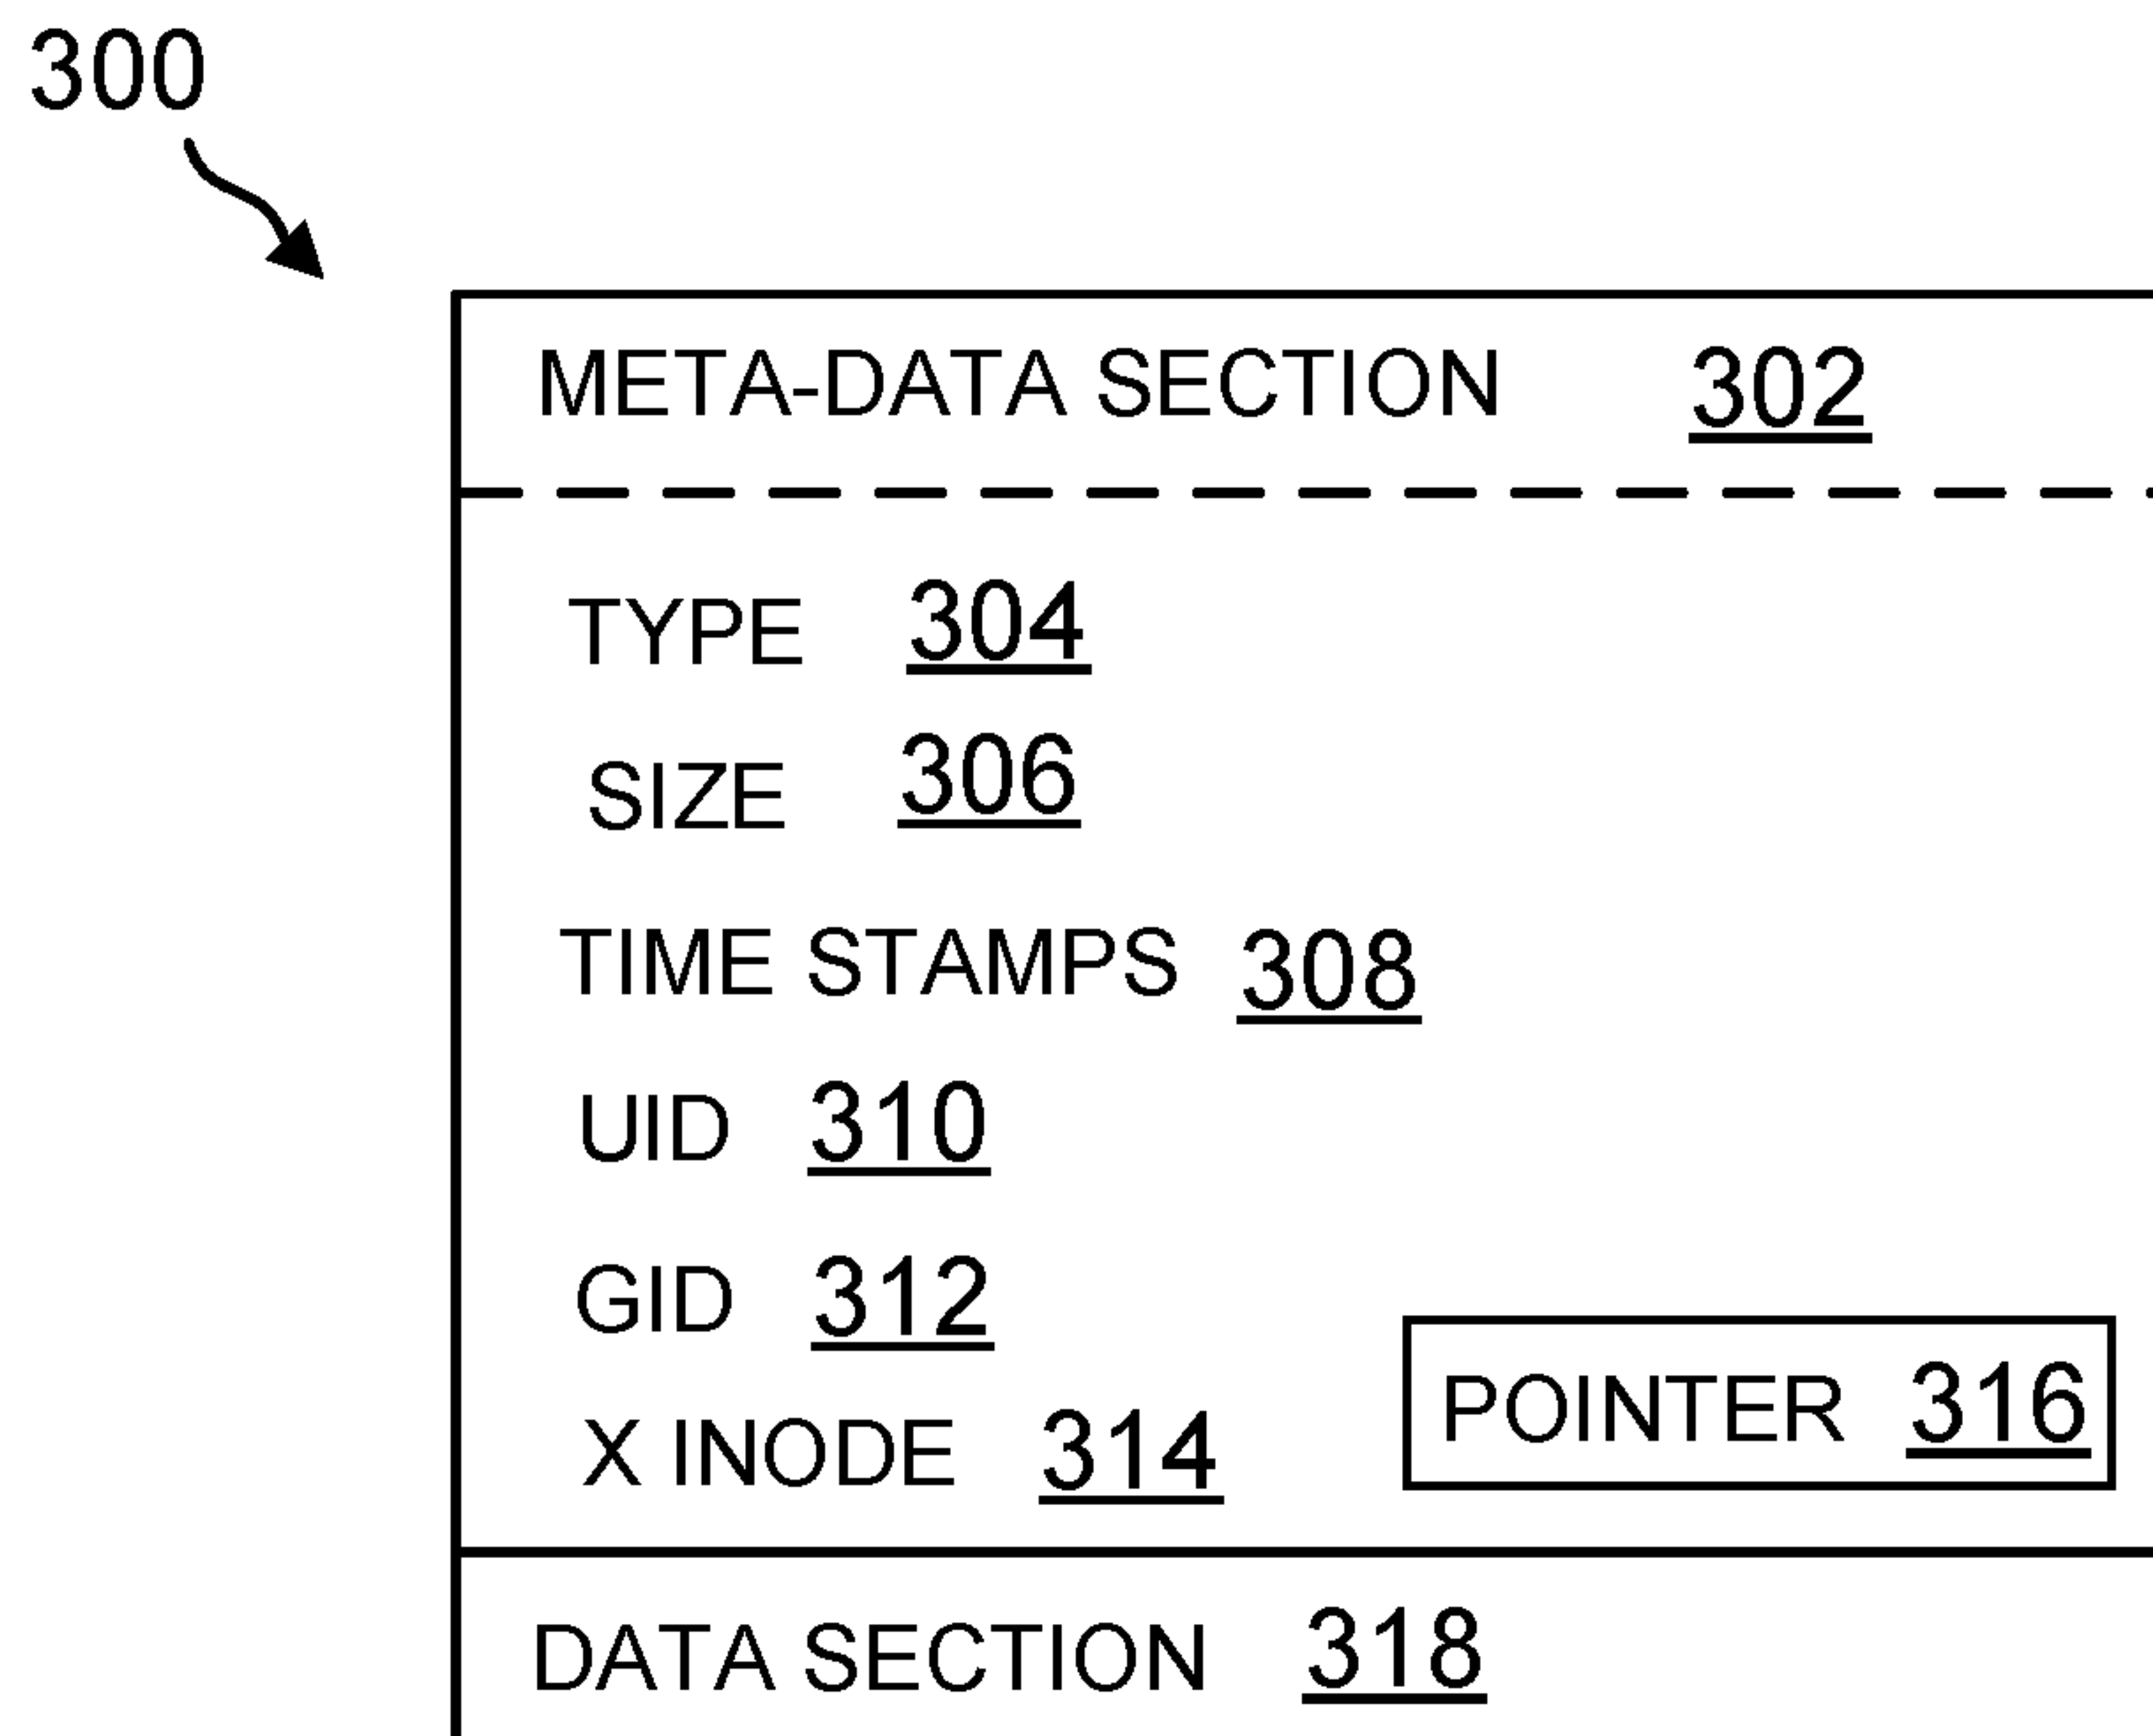 300
META-DATA SECTION 302
TYPE 304
SIZE 306
TIME STAMPS 308
UID 310
GID 312
X INODE 314 POINTER 316
DATA SECTION 318